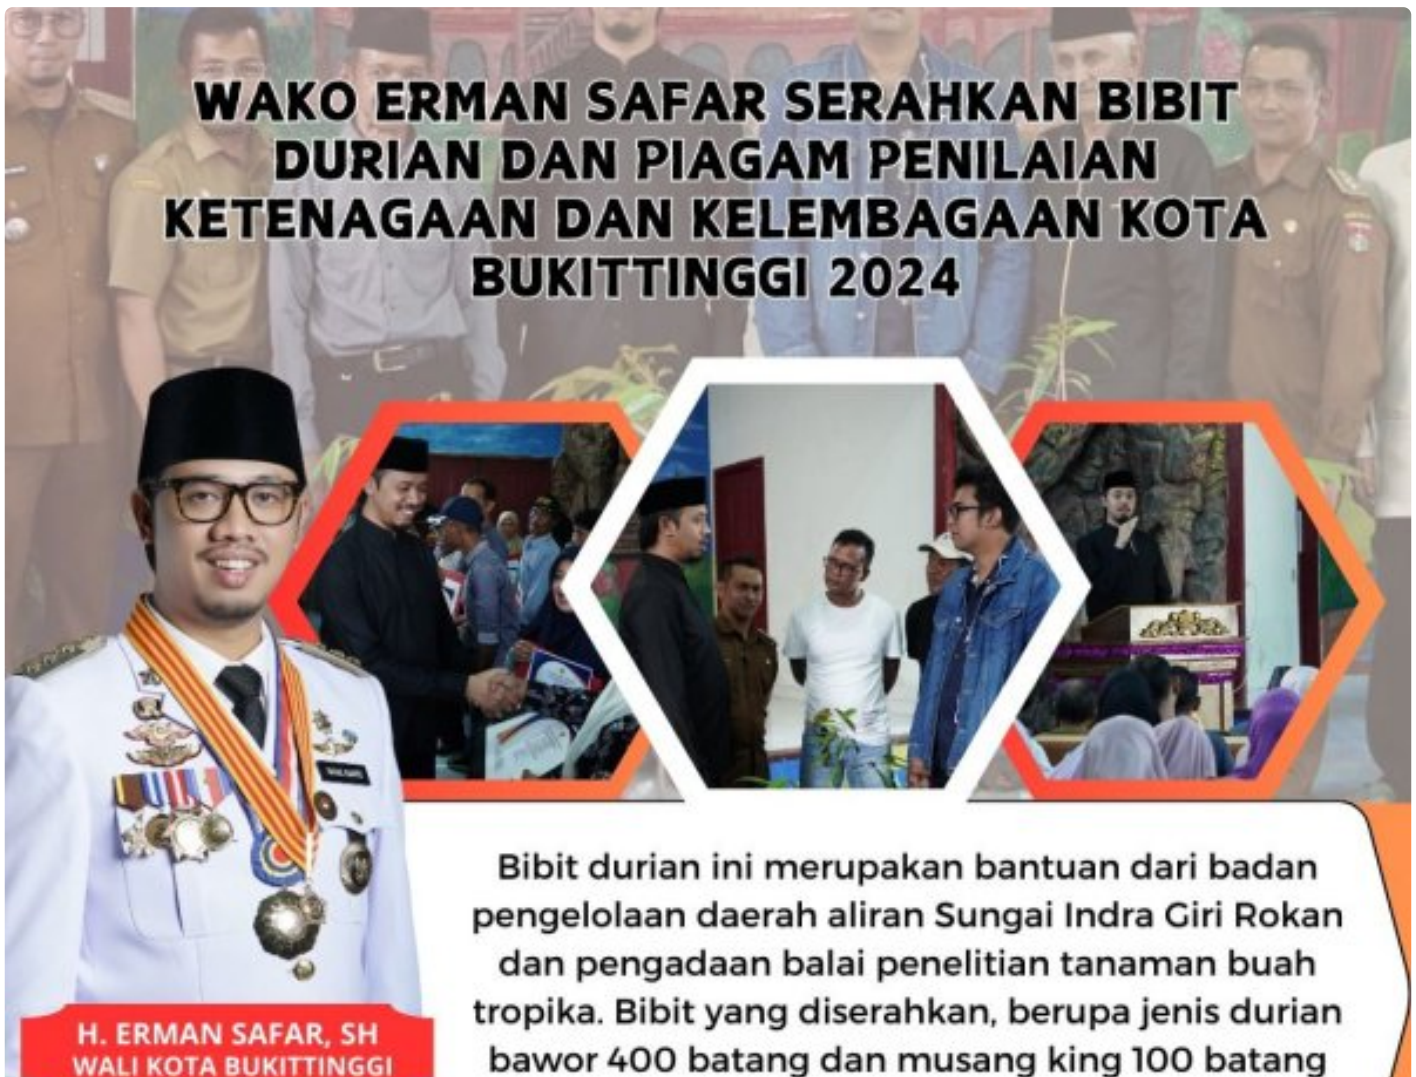 WAKO ERMAN SAFAR SERAHKAN BIBIT
DURIAN DAN PIAGAM PENILAIAN
KETENAGAAN DAN KELEMBAGAAN KOTA
BUKITTINGGI 2024
Bibit durian ini merupakan bantuan dari badan
pengelolaan daerah aliran Sungai Indra Giri Rokan
dan pengadaan balai penelitian tanaman buah
tropika. Bibit yang diserahkan, berupa jenis durian
bawor 400 batang dan musang king 100 batang
H. ERMAN SAFAR, SH
WALI KOTA BUKITTINGGI